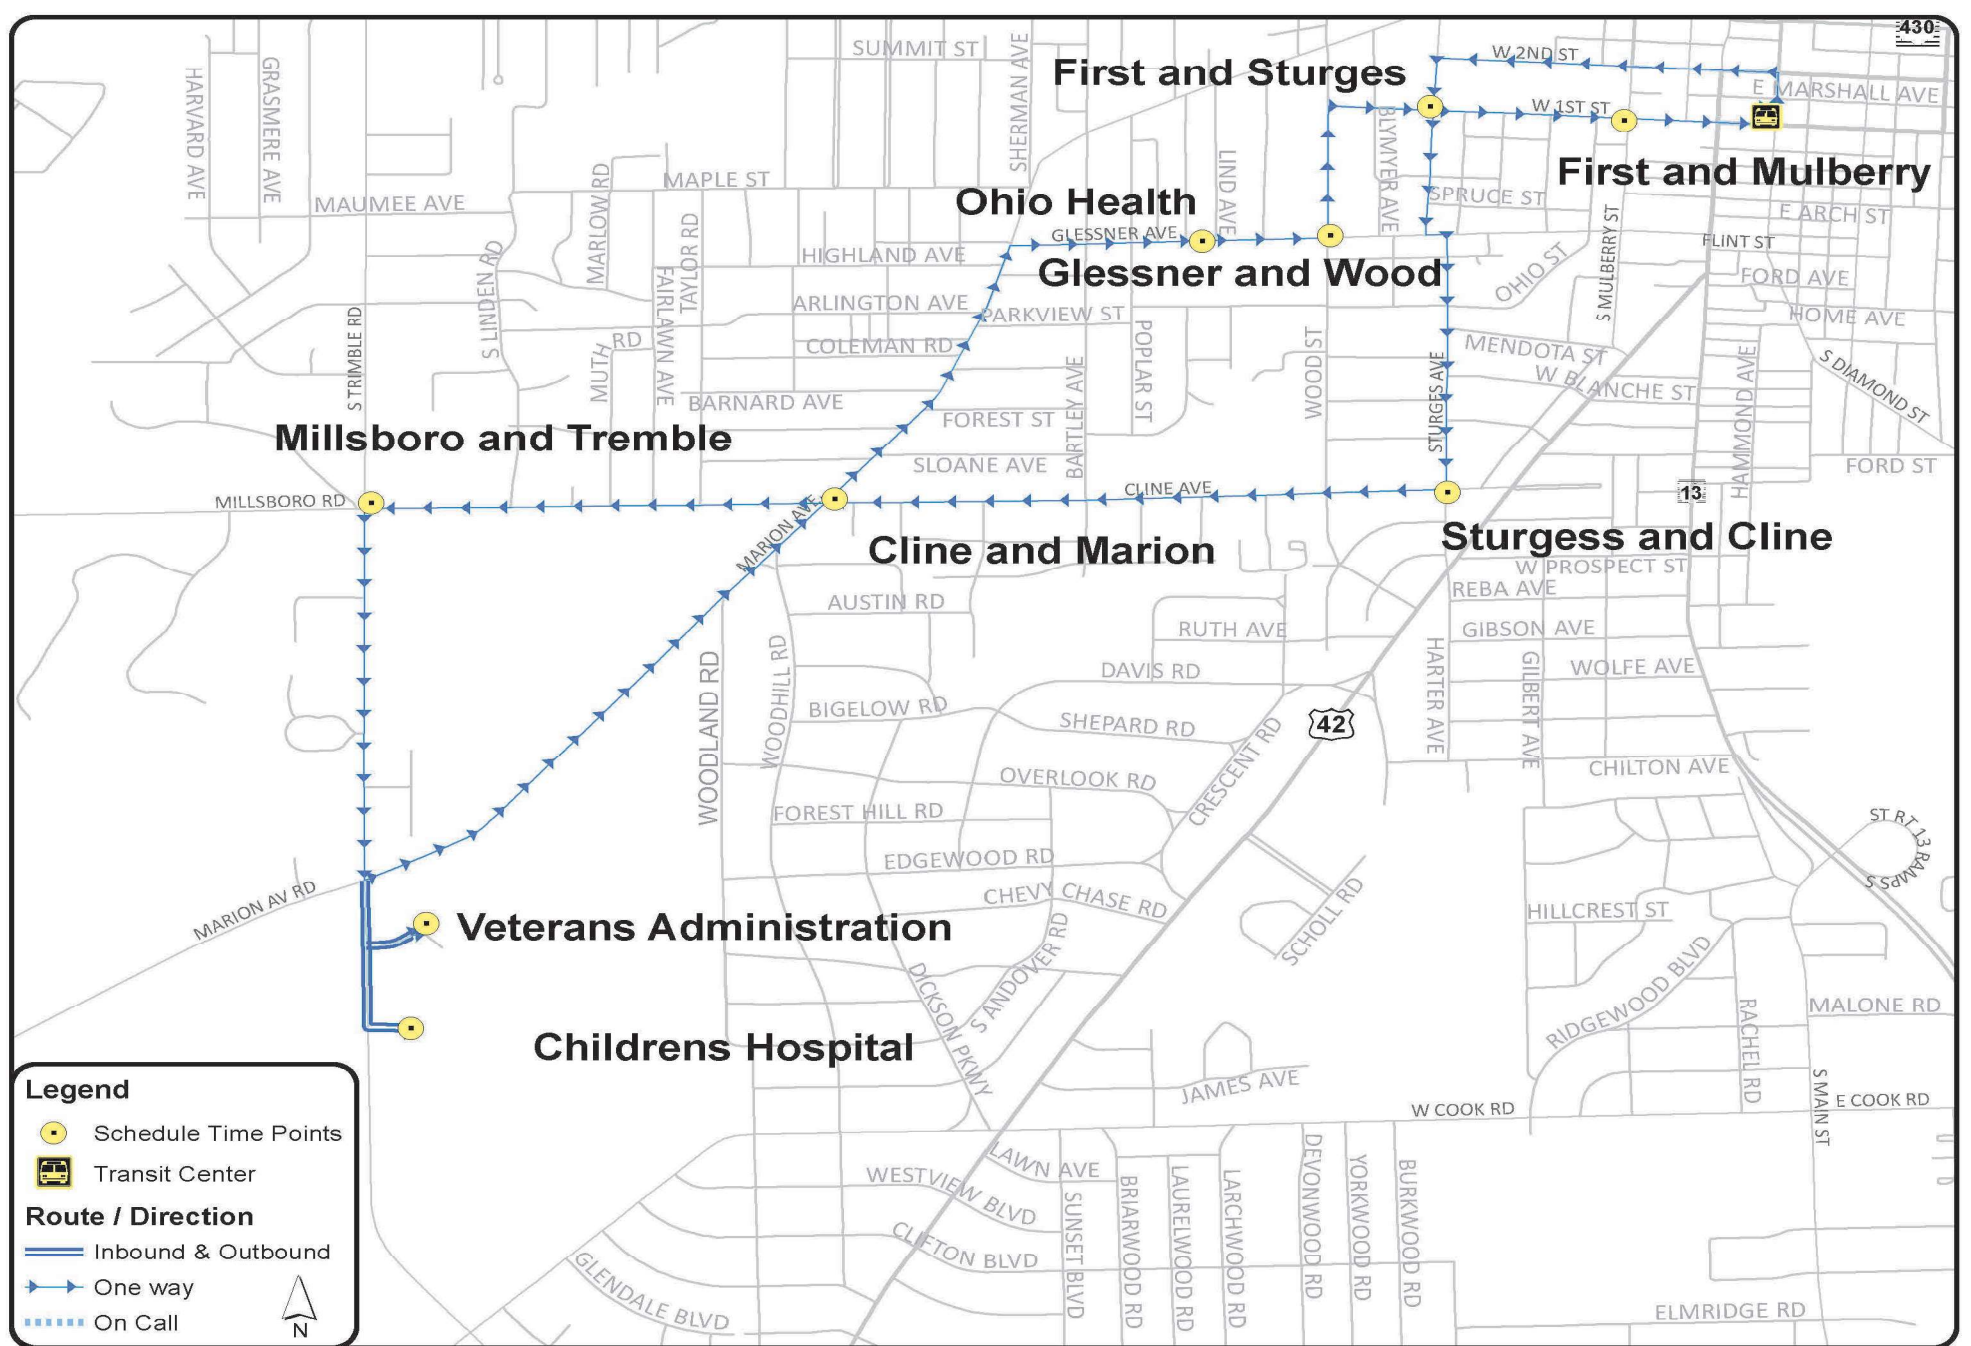 430
SUMMIT ST
SHERMAN AVE
First and Sturges
W 2ND ST
E MARSHALL AVE
HARVARD AVE
GRASMERE AVE
W 1ST ST
BLYMYER AVE
LIND AVE
First and Mulberry
MAPLE ST
MARLOW RD
MAUMEE AVE
Ohio Health
SPRUCE ST
E ARCH ST
S MULBERRY ST
TAYLOR RD
GLESSNER AVE
FLINT ST
HIGHLAND AVE
Glessner and Wood
OHIO ST
FORD AVE
S LINDEN RD
FAIRLAWN AVE
ARLINGTON AVE
PARKVIEW ST
HOME AVE
S TRIMBLE RD
MUTH RD
COLEMAN RD
POPLAR ST
WOOD ST
STURGES AVE
MENDOTA ST
W BLANCHE ST
HAMMOND AVE
S DIAMOND ST
BARNARD AVE
FOREST ST
BARTLEY AVE
Millsboro and Tremble
SLOANE AVE
FORD ST
MILLSBORO RD
CLINE AVE
13
MARION AVE
Cline and Marion
Sturgess and Cline
W PROSPECT ST
REBA AVE
AUSTIN RD
RUTH AVE
GIBSON AVE
WOODLAND RD
WOODHILL RD
DAVIS RD
HARTER AVE
GILBERT AVE
WOLFE AVE
BIGELOW RD
SHEPARD RD
42
CRESCENT RD
OVERLOOK RD
CHILTON AVE
FOREST HILL RD
ST RT 13 RAMPS S
EDGEWOOD RD
CHEVY CHASE RD
SCHOLL RD
MARION AV RD
HILLCREST ST
Veterans Administration
S ANDOVER RD
DICKSON PKWY
RIDGEWOOD BLVD
RACHEL RD
MALONE RD
Childrens Hospital
JAMES AVE
S MAIN ST
W COOK RD
E COOK RD
LAWN AVE
WESTVIEW BLVD
SUNSET BLVD
BRIARWOOD RD
LAURELWOOD RD
LARCHWOOD RD
DEVONWOOD RD
YORKWOOD RD
BURKWOOD RD
CLIFTON BLVD
GLENDALE BLVD
ELMRIDGE RD
Legend
Schedule Time Points
Transit Center
Route / Direction
Inbound & Outbound
One way
On Call
N